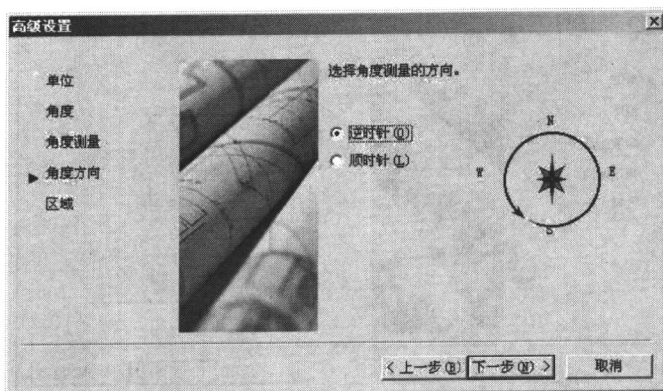 高级设置
单位
角度
角度测量
角度方向
区域
选择角度测量的方向。
逆时针(O)
顺时针(L)
N
W
E
S
< 上一步(B)
下一步(N) >
取消